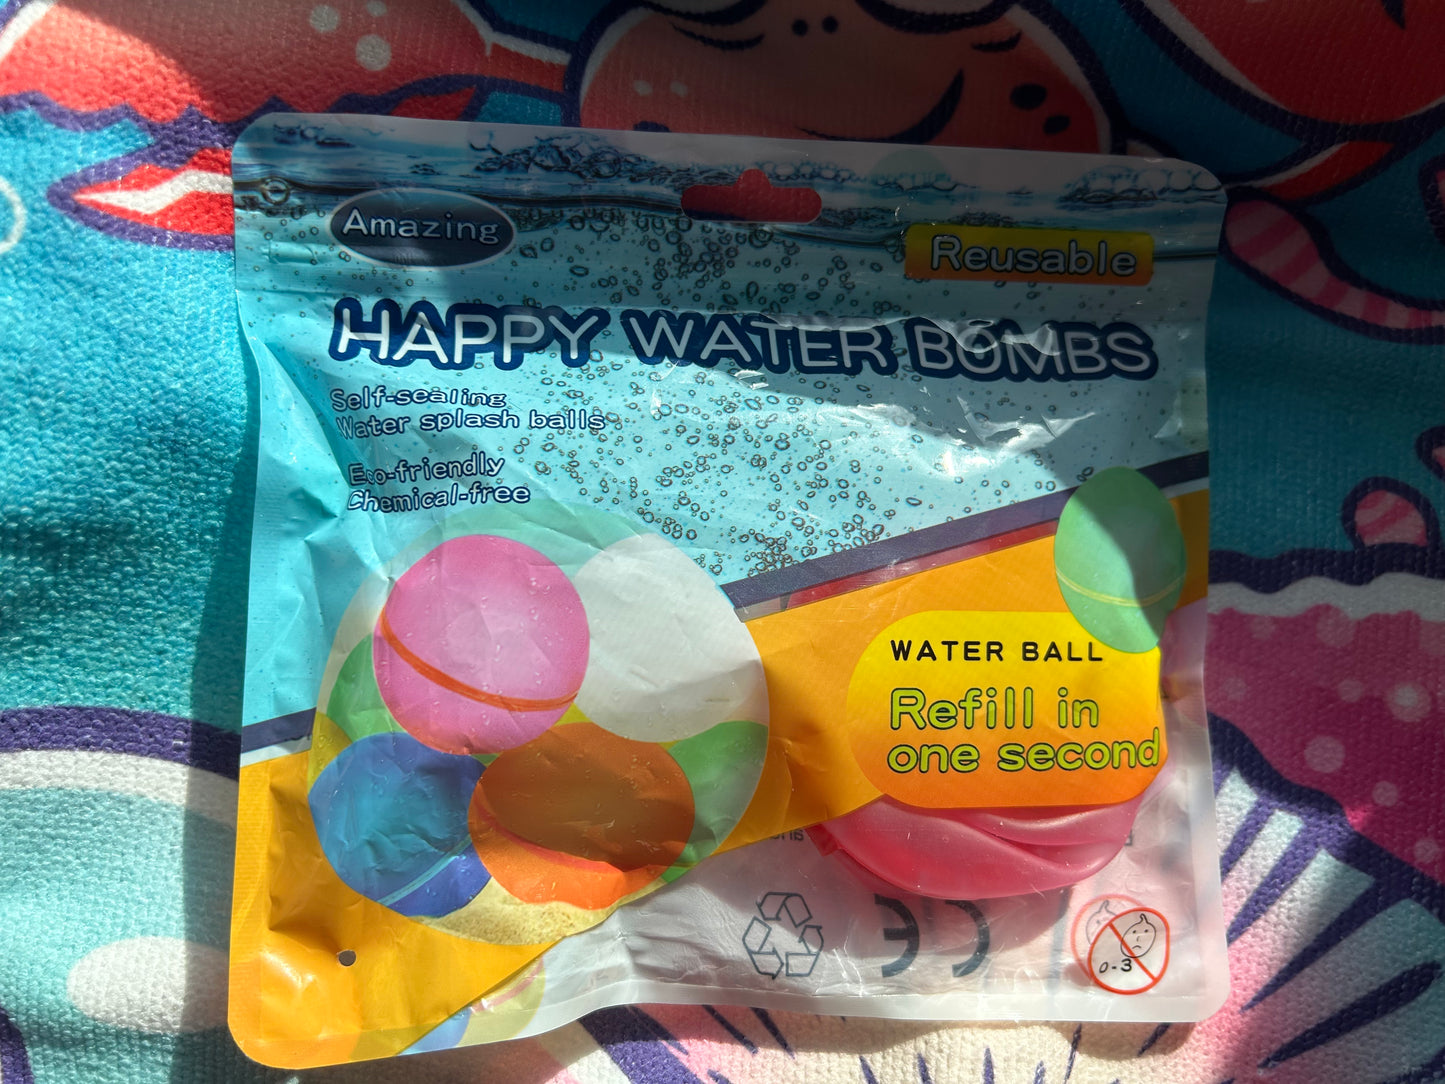 Amazing
Reusable
HAPPY WATER BOMBS
Self-sealing
Water splash balls
Eco-friendly
Chemical-free
WATER BALL
Refill in
one second
0-3